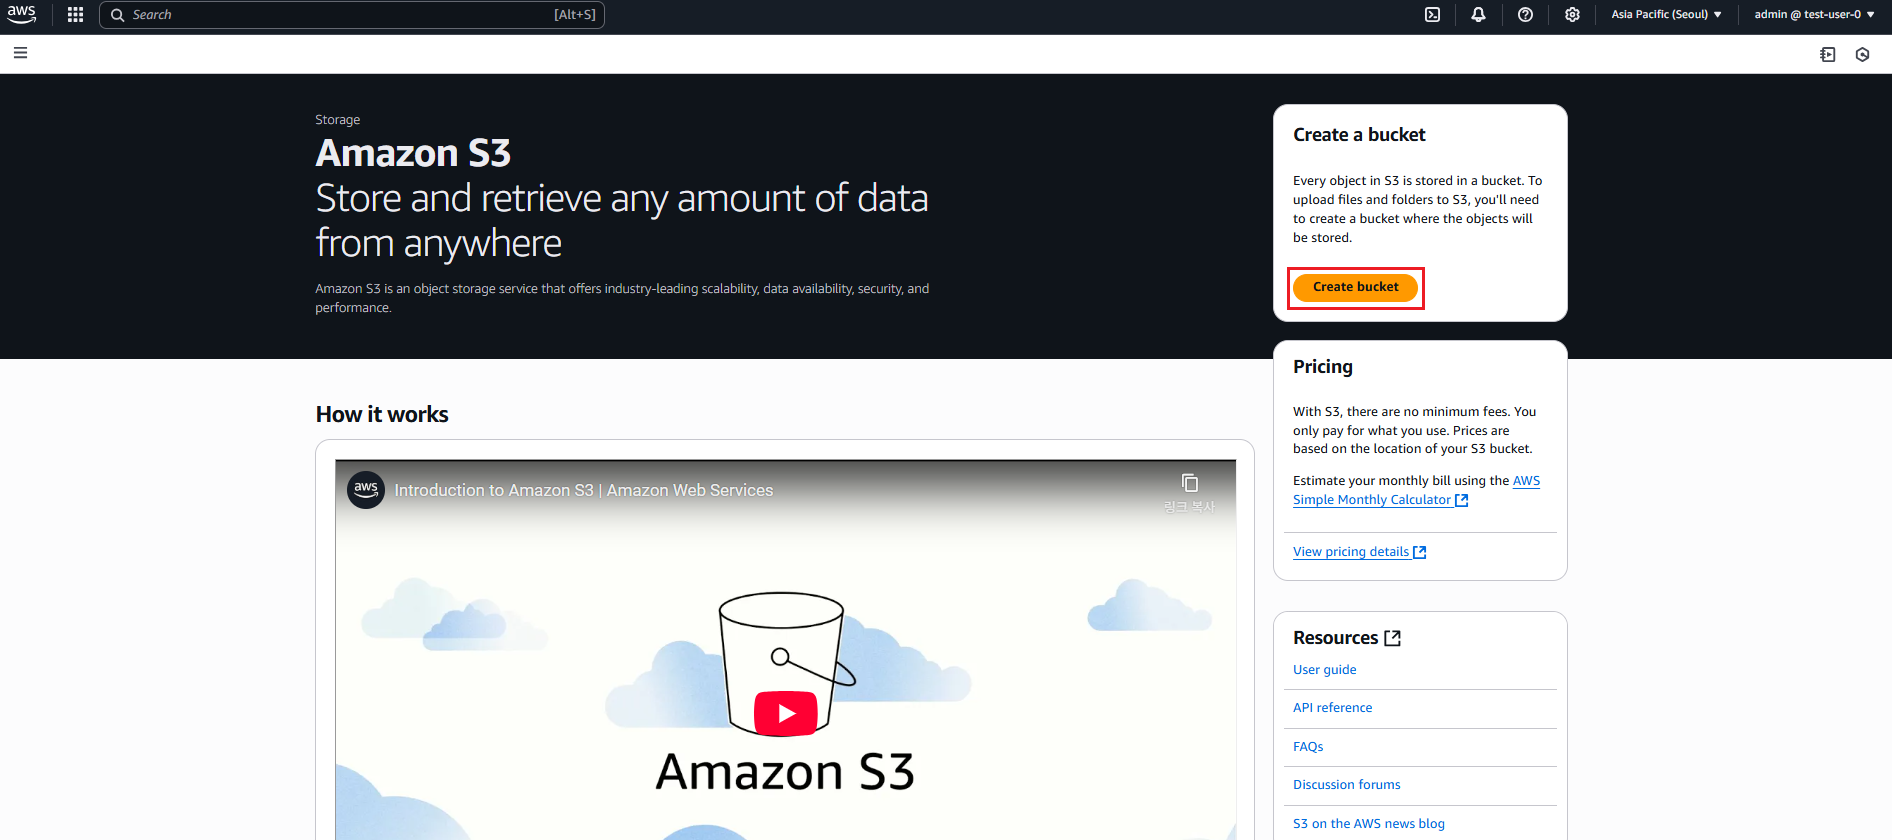 aws
Search [Alt+S]
Asia Pacific (Seoul)
admin @ test-user-0
Storage
Amazon S3
Store and retrieve any amount of data
from anywhere
Amazon S3 is an object storage service that offers industry-leading scalability, data availability, security, and
performance.
Create a bucket
Every object in S3 is stored in a bucket. To
upload files and folders to S3, you'll need
to create a bucket where the objects will
be stored.
Create bucket
Pricing
With S3, there are no minimum fees. You
only pay for what you use. Prices are
based on the location of your S3 bucket.
Estimate your monthly bill using the AWS
Simple Monthly Calculator
View pricing details
How it works
aws
Introduction to Amazon S3 | Amazon Web Services
링크 복사
Amazon S3
Resources
User guide
API reference
FAQs
Discussion forums
S3 on the AWS news blog